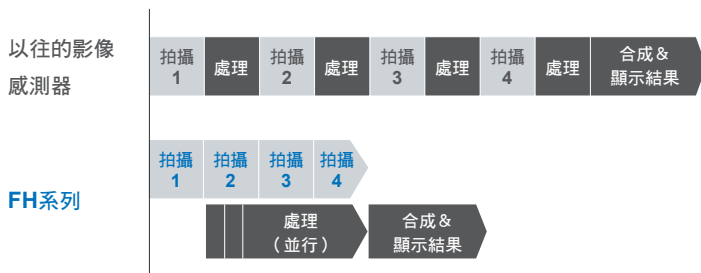 以往的影像
感測器
拍攝
1
處理
拍攝
2
處理
拍攝
3
處理
拍攝
4
處理
合成＆
顯示結果
FH系列
拍攝
1
拍攝
2
拍攝
3
拍攝
4
處理
（並行）
合成＆
顯示結果